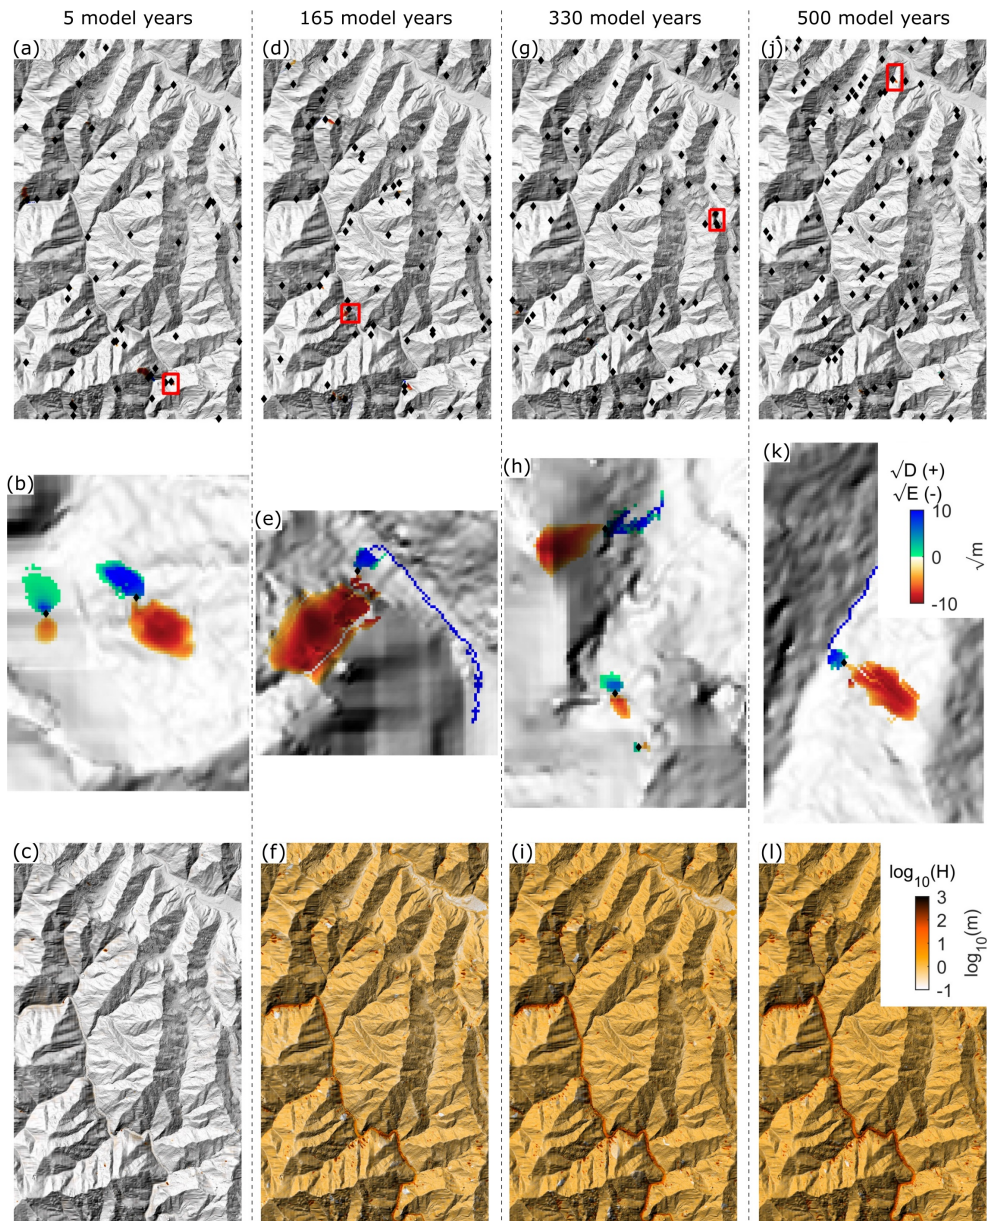 5 model years
165 model years
330 model years
500 model years
(a)
(d)
(g)
(j)
(b)
(e)
(h)
(k)
√D (+)
√E (-)
10
0
-10
√m
(c)
(f)
(i)
(l)
log10(H)
3
2
1
0
-1
log10(m)